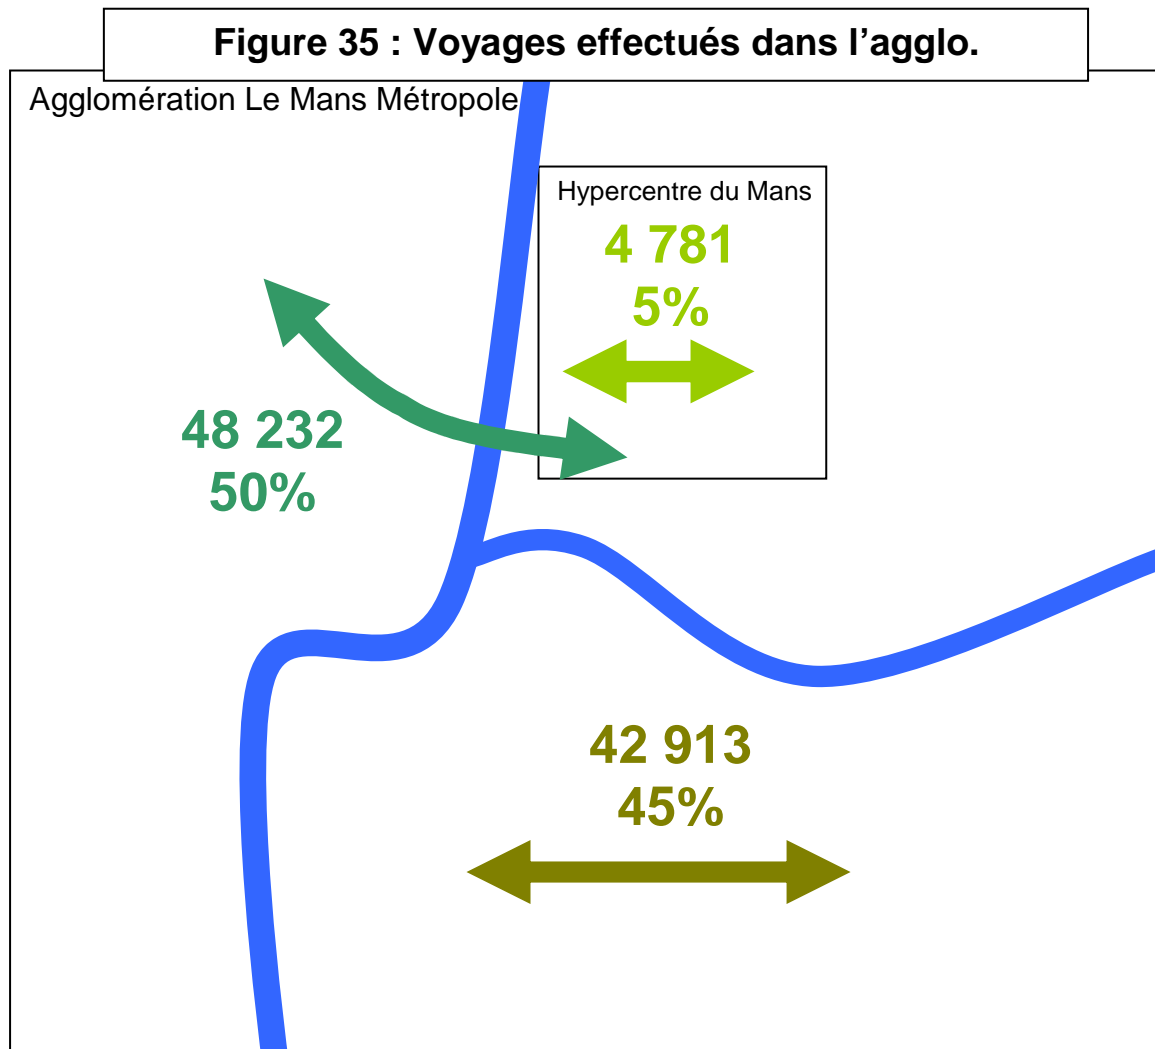 Figure 35 : Voyages effectués dans l’agglo.
Agglomération Le Mans Métropole
Hypercentre du Mans
4 781
5%
48 232
50%
42 913
45%